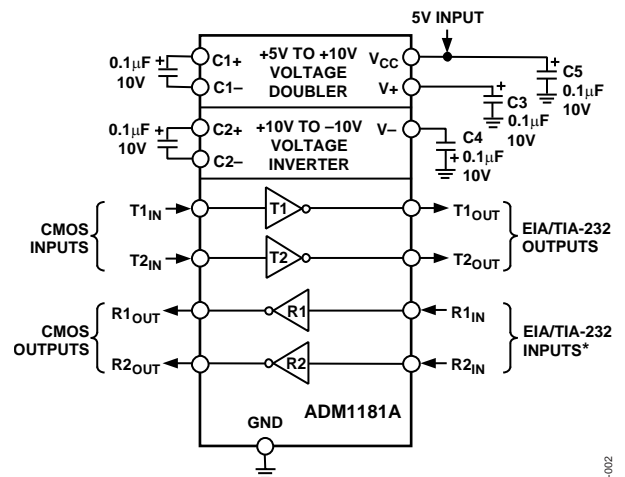 5V INPUT
0.1μF
10V
+
C1+
C1–
+5V TO +10V
VOLTAGE
DOUBLER
VCC
V+
+
C5
0.1μF
10V
+
C3
0.1μF
10V
0.1μF
10V
+
C2+
C2–
+10V TO –10V
VOLTAGE
INVERTER
V–
C4
+
0.1μF
10V
CMOS
INPUTS
T1IN
T1
T1OUT
T2IN
T2
T2OUT
EIA/TIA-232
OUTPUTS
CMOS
OUTPUTS
R1OUT
R1
R1IN
R2OUT
R2
R2IN
EIA/TIA-232
INPUTS*
GND
ADM1181A
-002